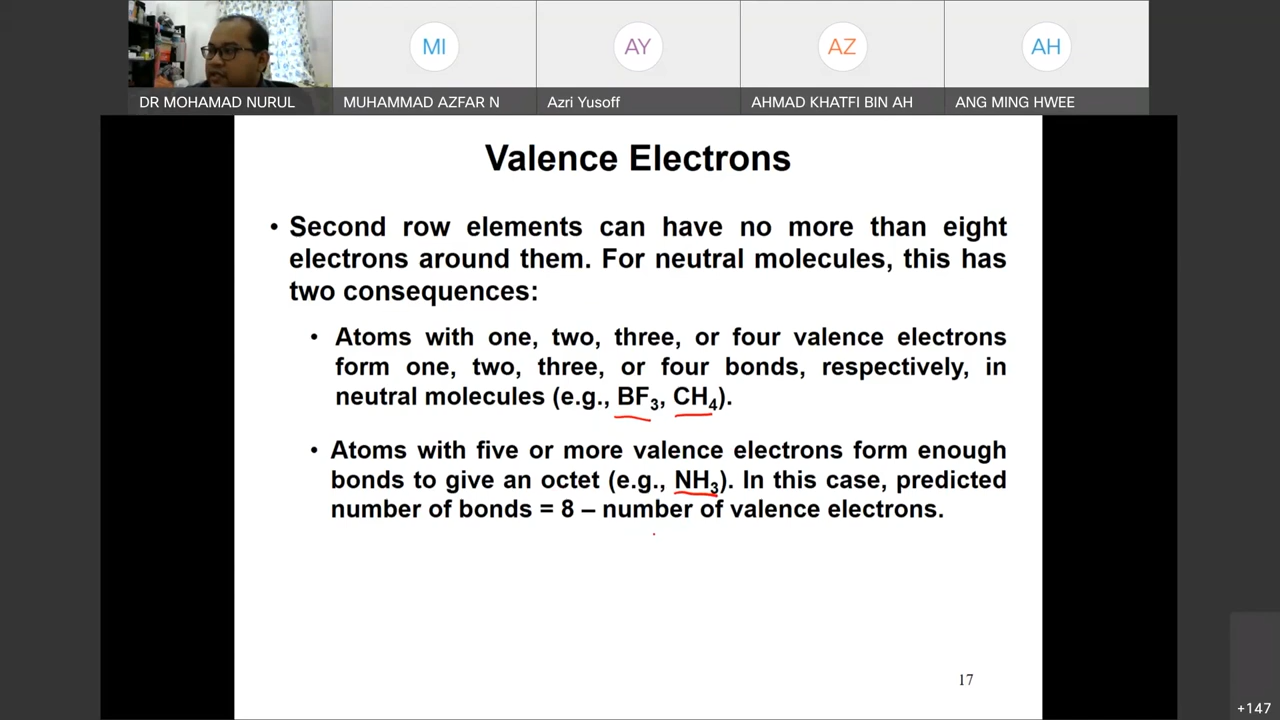 MI
AY
AZ
AH
DR MOHAMAD NURUL
MUHAMMAD AZFAR N
Azri Yusoff
AHMAD KHATFI BIN AH
ANG MING HWEE
Valence Electrons
• Second row elements can have no more than eight
electrons around them. For neutral molecules, this has
two consequences:
• Atoms with one, two, three, or four valence electrons
form one, two, three, or four bonds, respectively, in
neutral molecules (e.g., BF₃, CH₄).
• Atoms with five or more valence electrons form enough
bonds to give an octet (e.g., NH₃). In this case, predicted
number of bonds = 8 – number of valence electrons.
17
+147